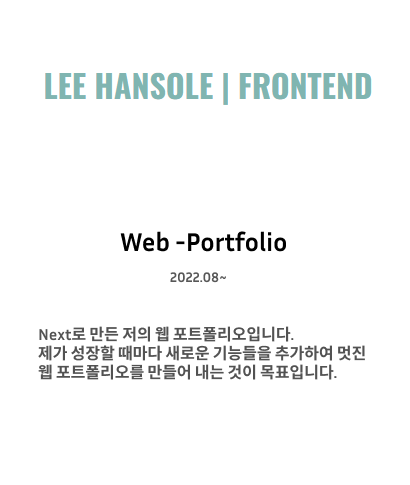 LEE HANSOLE | FRONTEND
Web -Portfolio
2022.08~
Next로 만든 저의 웹 포트폴리오입니다.
제가 성장할 때마다 새로운 기능들을 추가하여 멋진
웹 포트폴리오를 만들어 내는 것이 목표입니다.